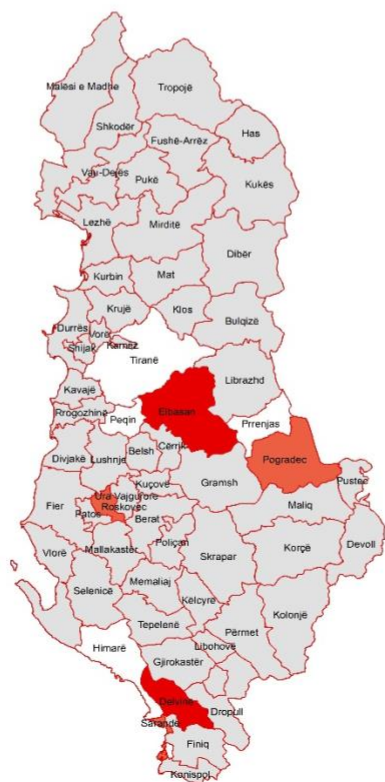 Malësi e Madhe
Tropojë
Shkodër
Has
Fushë-Arrëz
Vau-Dejës
Pukë
Kukës
Lezhë
Mirditë
Dibër
Kurbin
Mat
Krujë
Klos
Bulqizë
Durrës
Vorë
Shijak
Kamëz
Tiranë
Librazhd
Kavajë
Rrogozhinë
Peqin
Elbasan
Prrenjas
Divjakë
Lushnje
Belsh
Cërrik
Pogradec
Gramsh
Pustec
Kuçovë
Ura Vajgurore
Fier
Patos
Roskovec
Maliq
Berat
Devoll
Vlorë
Mallakastër
Poliçan
Skrapar
Korçë
Selenicë
Memaliaj
Këlcyrë
Kolonjë
Tepelenë
Përmet
Himarë
Libohovë
Gjirokastër
Delvinë
Dropull
Sarandë
Finiq
Konispol